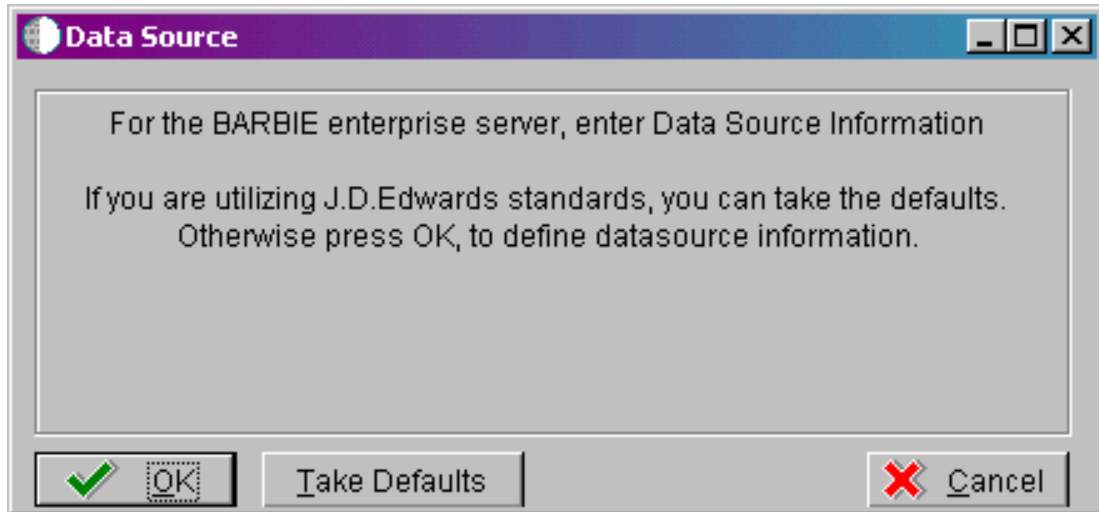 Data Source
For the BARBIE enterprise server, enter Data Source Information
If you are utilizing J.D.Edwards standards, you can take the defaults.
Otherwise press OK, to define datasource information.
OK
Take Defaults
Cancel